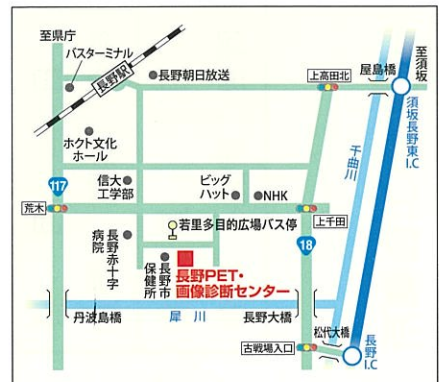 至県庁
バスターミナル
長野駅
長野朝日放送
上高田北
屋島橋
至須坂
須坂長野東I.C
ホクト文化
ホール
千曲川
117
信大
工学部
ビッグ
ハット
NHK
荒木
上千田
若里多目的広場バス停
18
長野赤十字
病院
長野市
保健所
長野PET・
画像診断センター
丹波島橋
犀川
長野大橋
松代大橋
古戦場入口
長野I.C